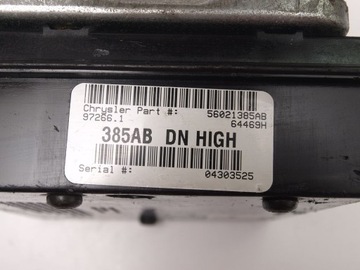 Chrysler Part #: 56021385AB
97266.1 64469H
385AB DN HIGH
Serial #: 04303525